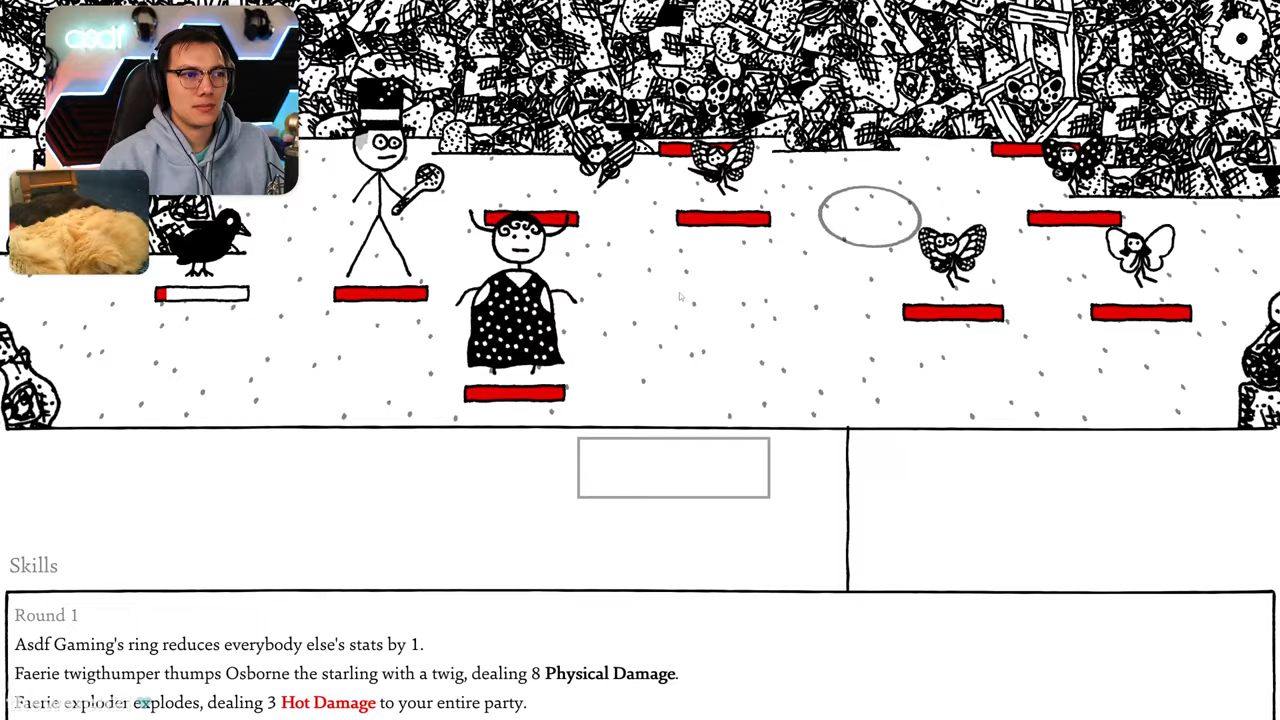 asdf
Skills
Round 1
Asdf Gaming's ring reduces everybody else's stats by 1.
Faerie twigthumper thumps Osborne the starling with a twig, dealing 8 Physical Damage.
Faerie exploder explodes, dealing 3 Hot Damage to your entire party.